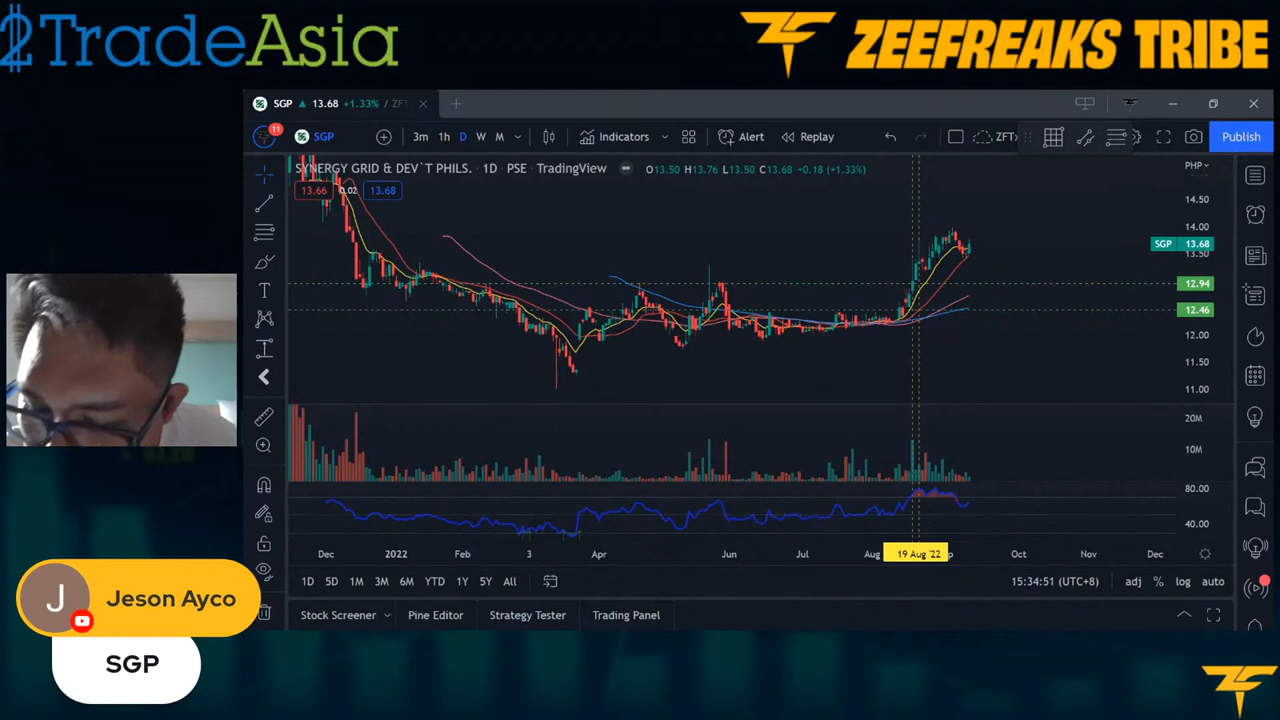 2TradeAsia
ZEEFREAKS TRIBE
SGP ▲ 13.68 +1.33% / ZFT
11
SGP
3m 1h D W M
Indicators
Alert
Replay
ZFT
Publish
SYNERGY GRID & DEV`T PHILS. · 1D · PSE · TradingView
O13.50 H13.76 L13.50 C13.68 +0.18 (+1.33%)
PHP
13.66 0.02 13.68
14.50
14.00
SGP 13.68
13.50
12.94
12.46
12.00
11.50
11.00
20M
10M
80.00
40.00
Dec 2022 Feb 3 Apr Jun Jul Aug 19 Aug '22 p Oct Nov Dec
1D 5D 1M 3M 6M YTD 1Y 5Y All
15:34:51 (UTC+8) adj % log auto
Stock Screener Pine Editor Strategy Tester Trading Panel
J Jeson Ayco
SGP